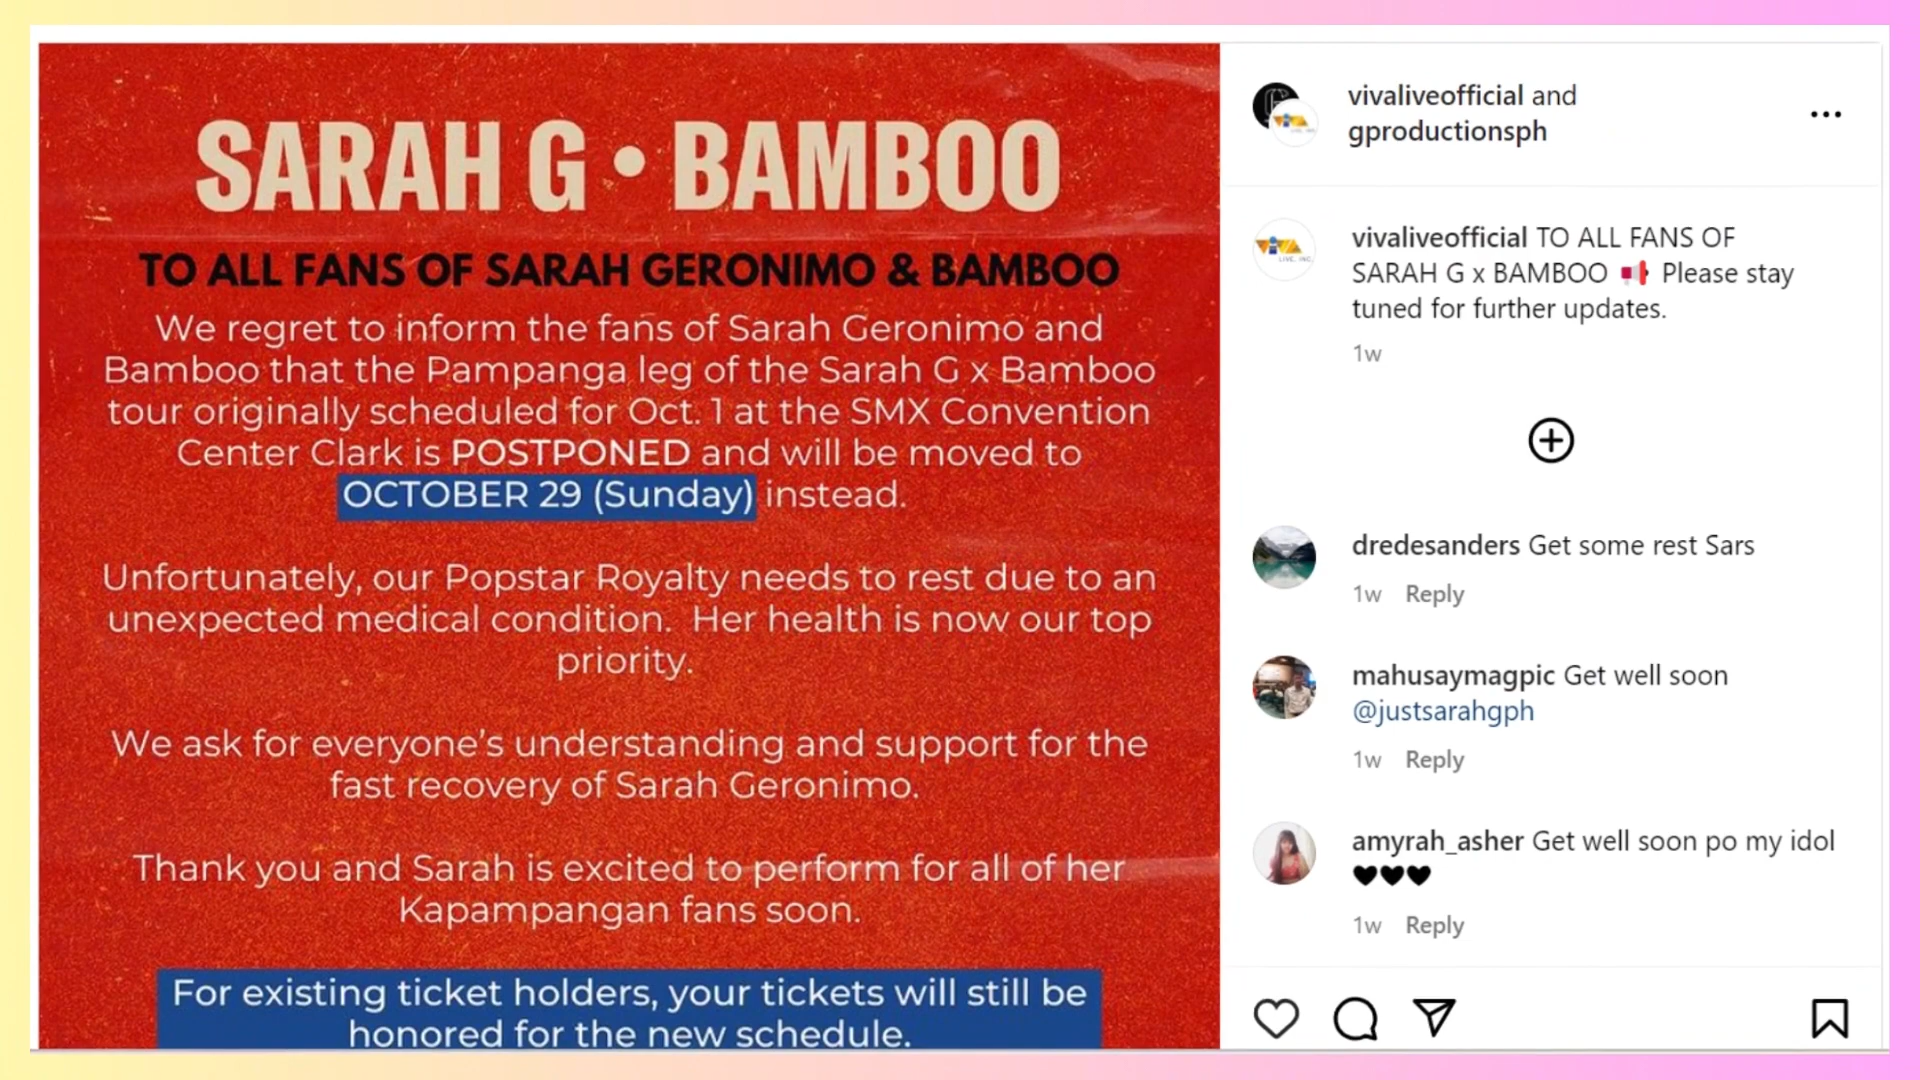 SARAH G • BAMBOO
TO ALL FANS OF SARAH GERONIMO & BAMBOO
We regret to inform the fans of Sarah Geronimo and
Bamboo that the Pampanga leg of the Sarah G x Bamboo
tour originally scheduled for Oct. 1 at the SMX Convention
Center Clark is POSTPONED and will be moved to
OCTOBER 29 (Sunday) instead.
Unfortunately, our Popstar Royalty needs to rest due to an
unexpected medical condition. Her health is now our top
priority.
We ask for everyone's understanding and support for the
fast recovery of Sarah Geronimo.
Thank you and Sarah is excited to perform for all of her
Kapampangan fans soon.
For existing ticket holders, your tickets will still be
honored for the new schedule.
vivaliveofficial and
gproductionsph
VIVA
LIVE, INC.
vivaliveofficial TO ALL FANS OF
SARAH G x BAMBOO 📢 Please stay
tuned for further updates.
1w
dredesanders Get some rest Sars
1w Reply
mahusaymagpic Get well soon
@justsarahgph
1w Reply
amyrah_asher Get well soon po my idol
🖤🖤🖤
1w Reply